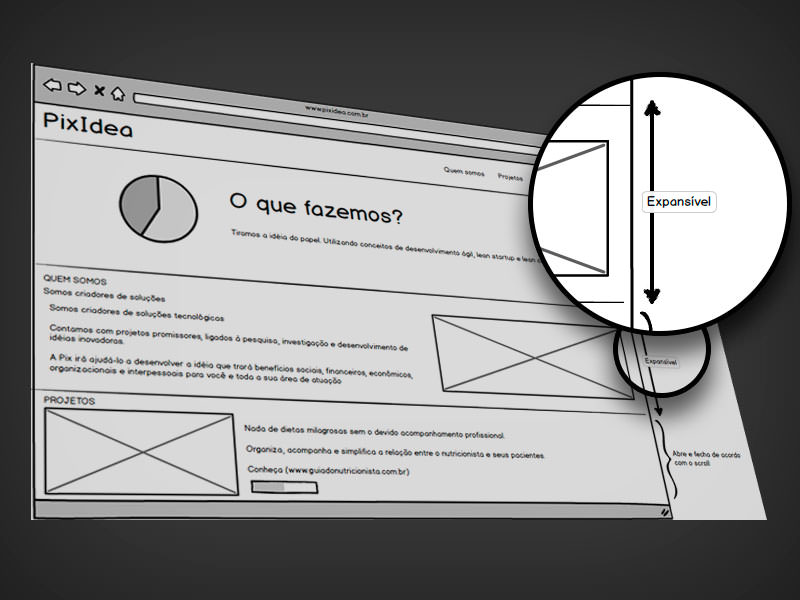 www.pixidea.com.br
PixIdea
Quem somos
Projetos
O que fazemos?
Tiramos a idéia do papel. Utilizando conceitos de desenvolvimento ágil, lean startup e lean
QUEM SOMOS
Somos criadores de soluções
Somos criadores de soluções tecnológicas
Contamos com projetos promissores, ligados à pesquisa, investigação e desenvolvimento de
idéias inovadoras.
A Pix irá ajudá-lo a desenvolver a idéia que trará benefícios sociais, financeiros, econômicos,
organizacionais e interpessoais para você e toda a sua área de atuação
PROJETOS
Nada de dietas milagrosas sem o devido acompanhamento profissional.
Organiza, acompanha e simplifica a relação entre o nutricionista e seus pacientes.
Conheça (www.guiadonutricionista.com.br)
Expansível
Expansível
Abre e fecha de acordo
com o scroll